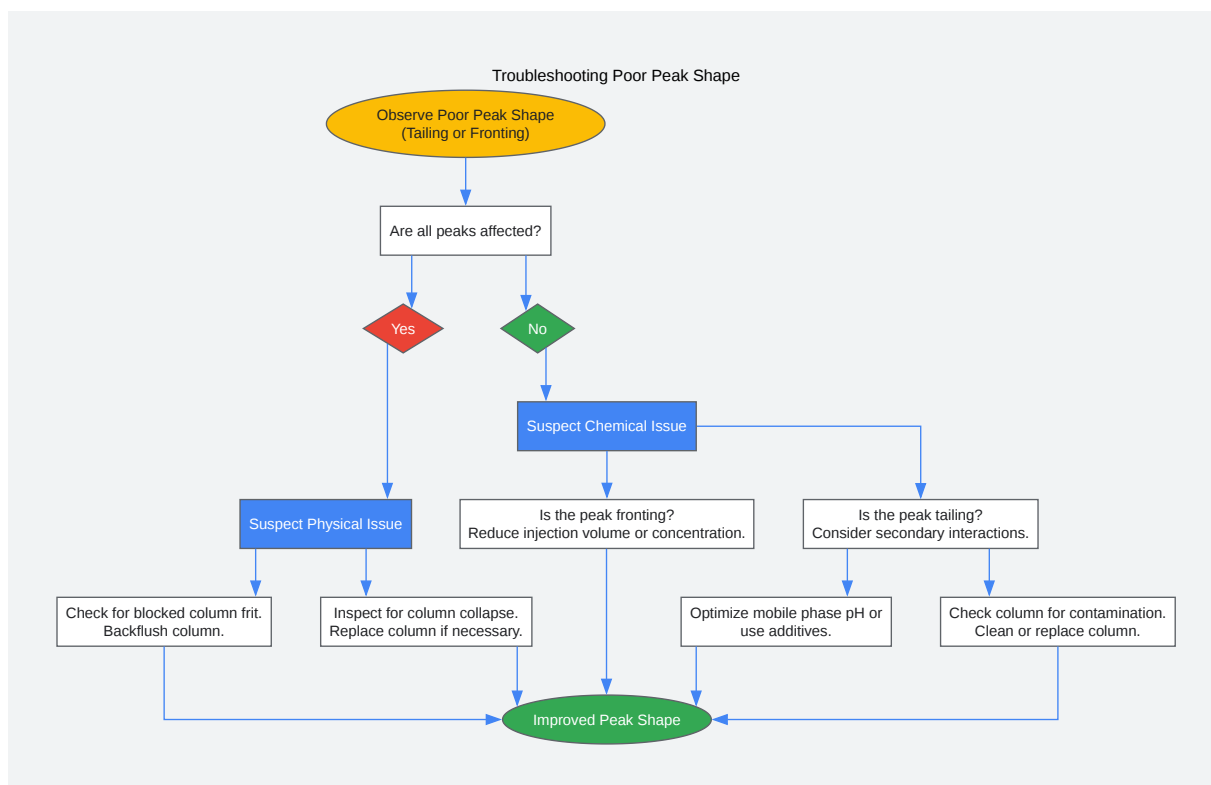 Troubleshooting Poor Peak Shape
Observe Poor Peak Shape
(Tailing or Fronting)
Are all peaks affected?
Yes
No
Suspect Chemical Issue
Suspect Physical Issue
Is the peak fronting?
Reduce injection volume or concentration.
Is the peak tailing?
Consider secondary interactions.
Check for blocked column frit.
Backflush column.
Inspect for column collapse.
Replace column if necessary.
Optimize mobile phase pH or
use additives.
Check column for contamination.
Clean or replace column.
Improved Peak Shape